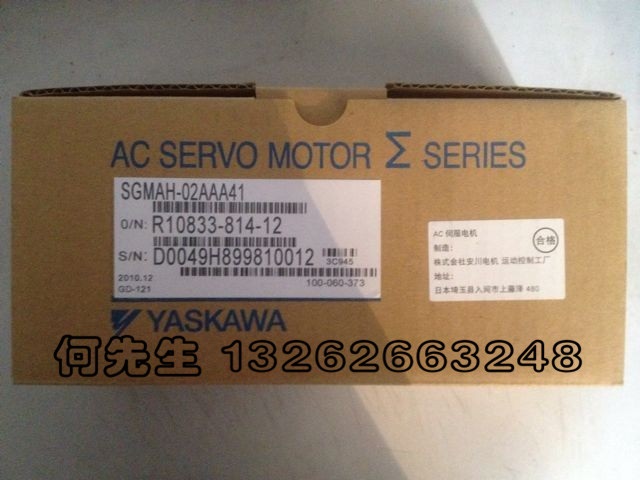 AC SERVO MOTOR Σ SERIES
SGMAH-02AAA41
O/N: R10833-814-12
S/N: D0049H899810012
3C945
2010.12
GD-121
100-060-373
AC 伺服电机
合格
制造:
株式会社安川电机 运动控制工厂
地址:
日本埼玉县入间市上藤泽 480
YASKAWA
何先生 13262663248